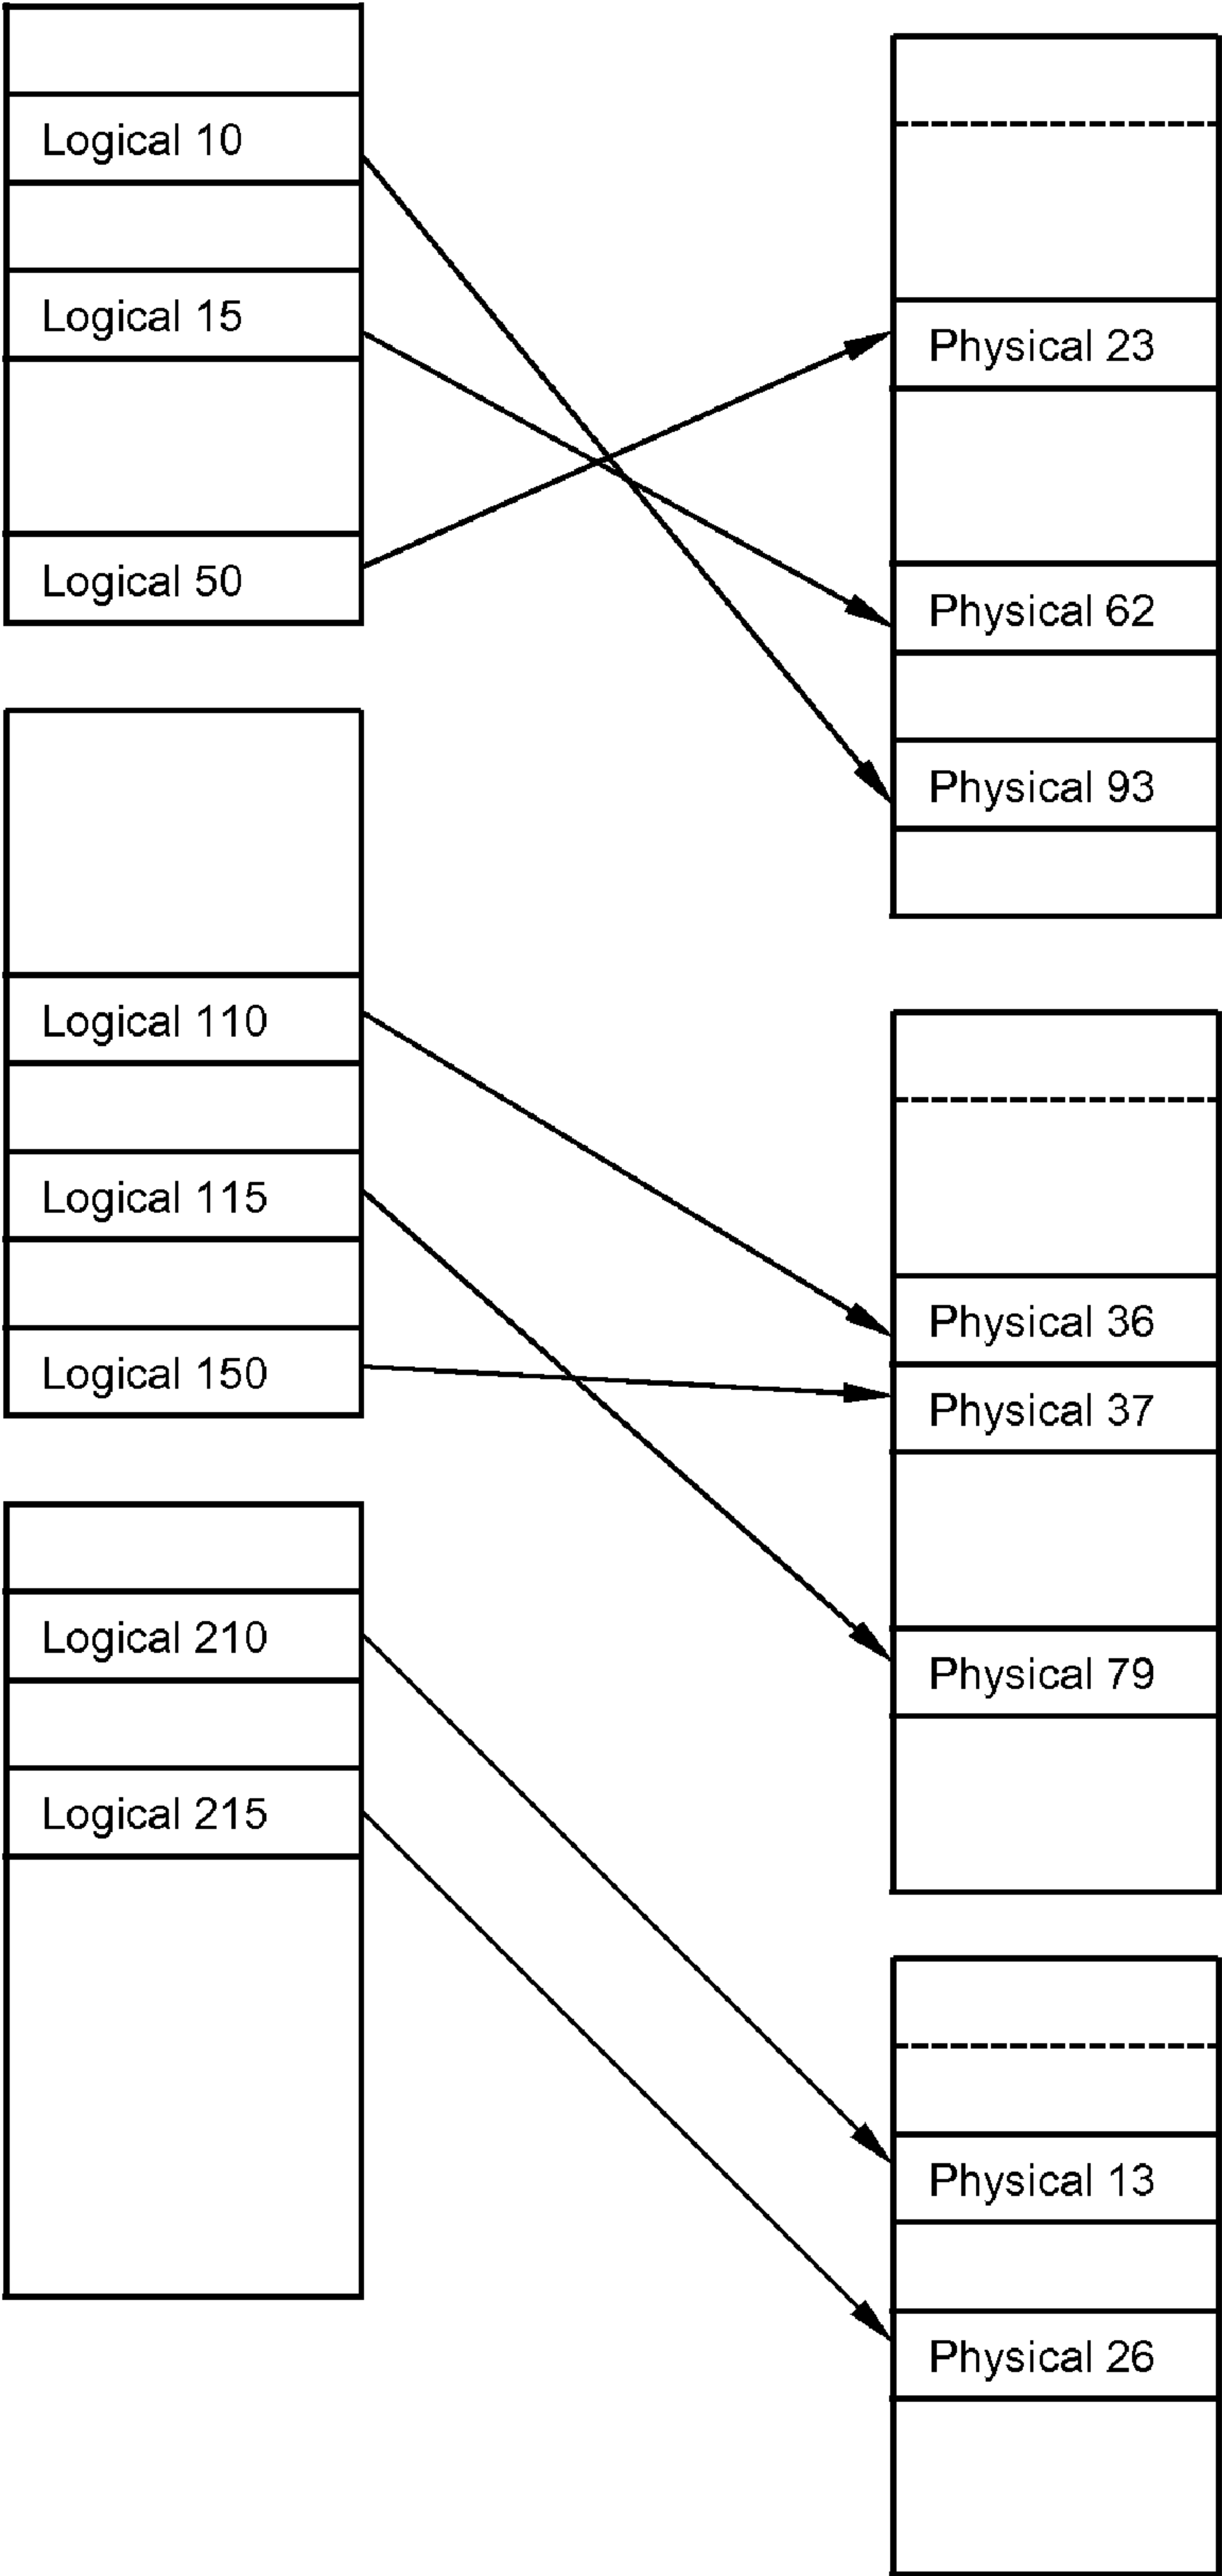 Logical 10
Logical 15
Logical 50
Logical 110
Logical 115
Logical 150
Logical 210
Logical 215
Physical 23
Physical 62
Physical 93
Physical 36
Physical 37
Physical 79
Physical 13
Physical 26